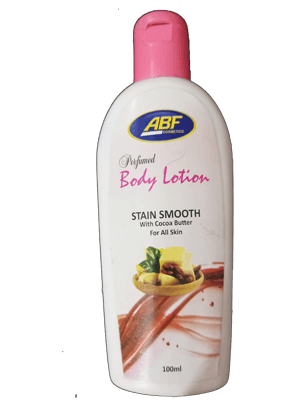 ABF
COSMETICS
Perfumed
Body Lotion
STAIN SMOOTH
With Cocoa Butter
For All Skin
100ml